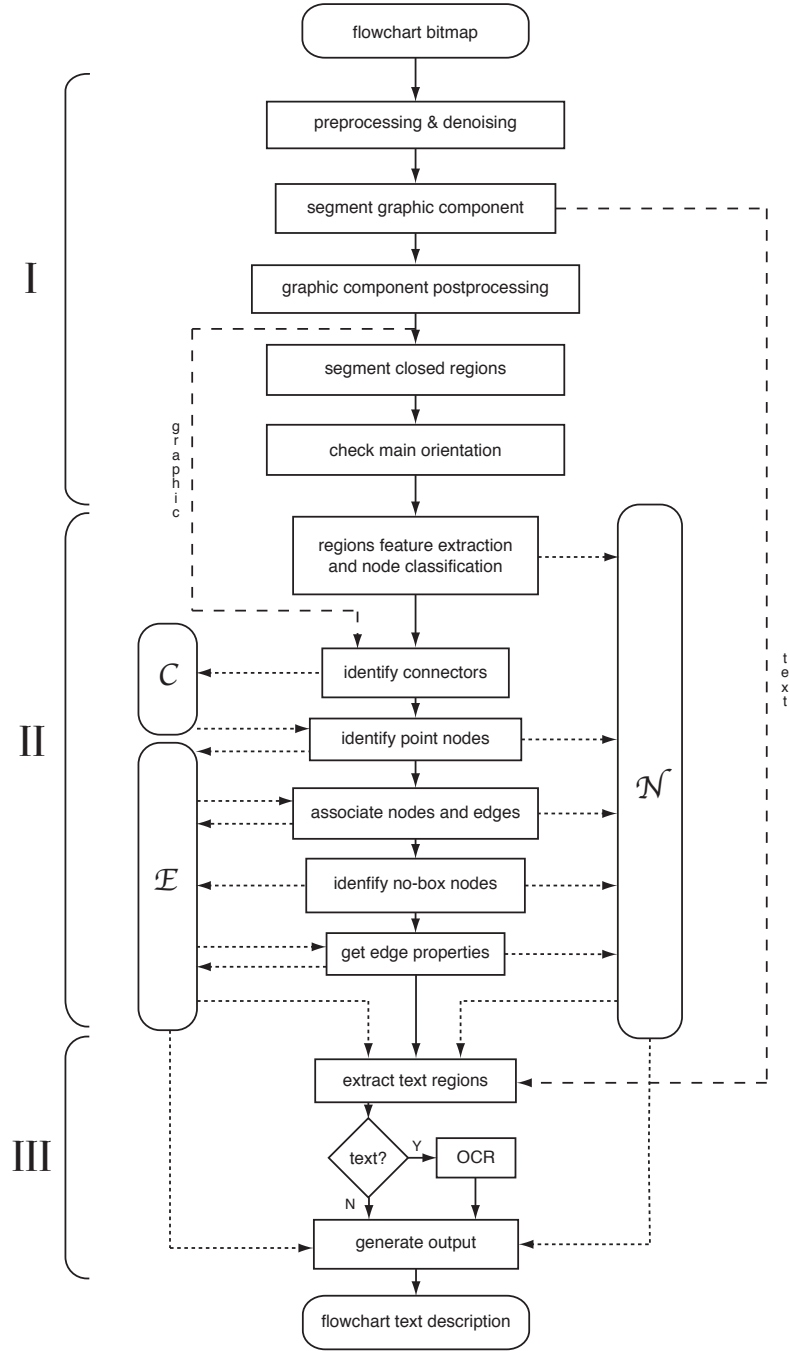 flowchart bitmap
preprocessing & denoising
segment graphic component
I
graphic component postprocessing
segment closed regions
graphic
check main orientation
regions feature extraction
and node classification
C
identify connectors
text
II
identify point nodes
N
associate nodes and edges
E
idenfify no-box nodes
get edge properties
extract text regions
III
text?
Y
OCR
N
generate output
flowchart text description